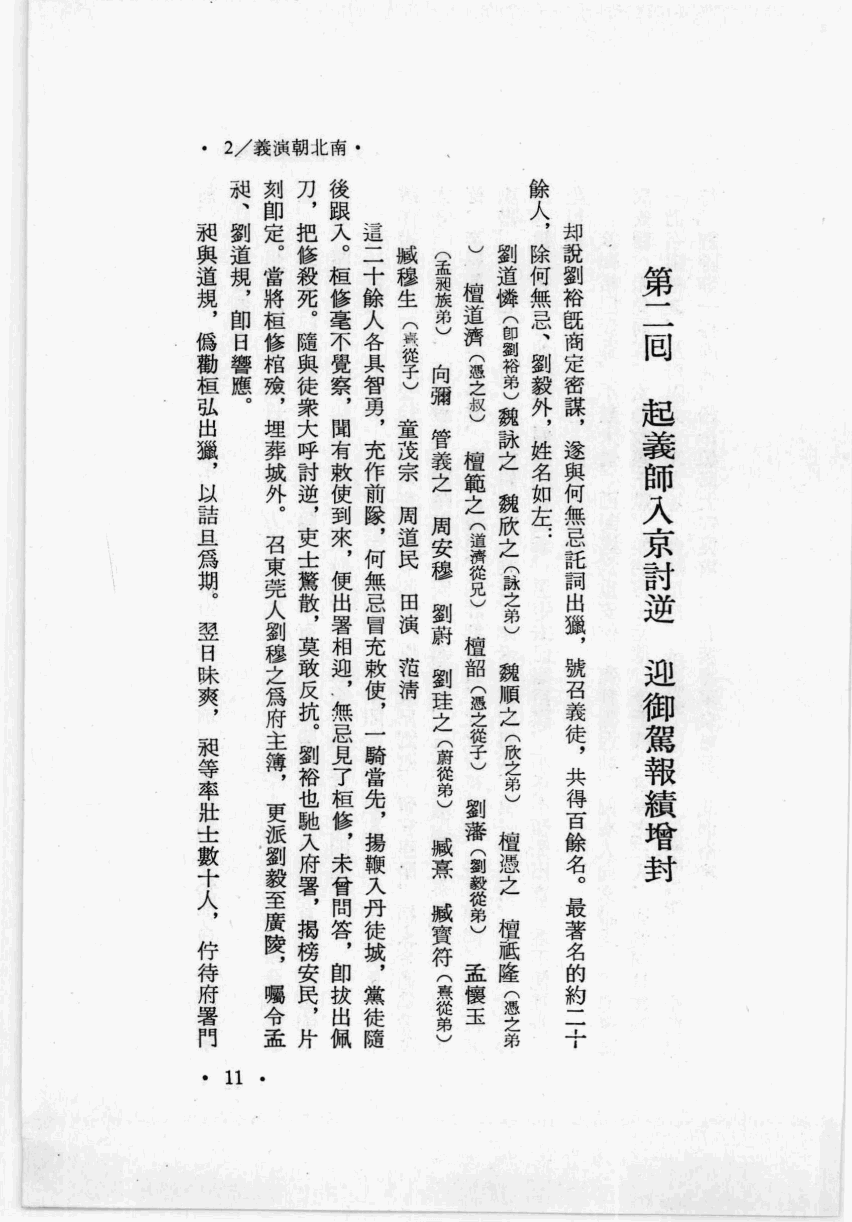 第二回　起義師入京討逆　迎御駕報績增封
却說劉裕旣商定密謀，遂與何無忌託詞出獵，號召義徒，共得百餘名。最著名的約二十
餘人，除何無忌、劉毅外，姓名如左：
劉道憐（卽劉裕弟）魏詠之　魏欣之（詠之弟）　魏順之（欣之弟）　檀憑之　檀祗隆（憑之弟
）　檀道濟（憑之叔）　檀範之（道濟從兄）　檀韶（憑之從子）　劉藩（劉毅從弟）　孟懷玉
（孟昶族弟）　向彌　管義之　周安穆　劉蔚　劉珪之（蔚從弟）　臧熹　臧寶符（熹從弟）
臧穆生（熹從子）　童茂宗　周道民　田演　范清
這二十餘人各具智勇，充作前隊，何無忌冒充敕使，一騎當先，揚鞭入丹徒城，黨徒隨
後跟入。桓修毫不覺察，聞有敕使到來，便出署相迎，無忌見了桓修，未曾問答，卽拔出佩
刀，把修殺死。隨與徒衆大呼討逆，吏士驚散，莫敢反抗。劉裕也馳入府署，揭榜安民，片
刻卽定。當將桓修棺殮，埋葬城外。召東莞人劉穆之爲府主簿，更派劉毅至廣陵，囑令孟
昶、劉道規，卽日響應。
昶與道規，僞勸桓弘出獵，以詰旦爲期。翌日昧爽，昶等率壯士數十人，佇待府署門
• 2／義演朝北南 •
• 11 •